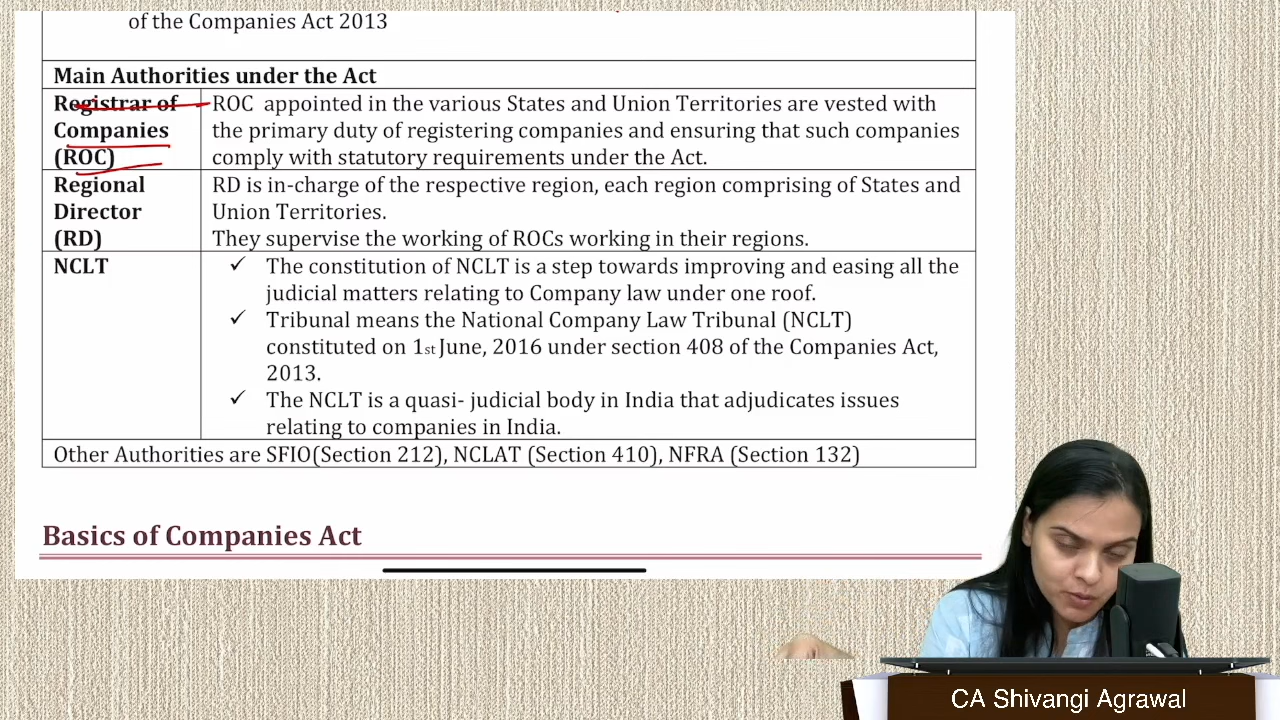 of the Companies Act 2013
Main Authorities under the Act
Registrar of
Companies
(ROC)
ROC appointed in the various States and Union Territories are vested with
the primary duty of registering companies and ensuring that such companies
comply with statutory requirements under the Act.
Regional
Director
(RD)
RD is in-charge of the respective region, each region comprising of States and
Union Territories.
They supervise the working of ROCs working in their regions.
NCLT
✓ The constitution of NCLT is a step towards improving and easing all the
judicial matters relating to Company law under one roof.
✓ Tribunal means the National Company Law Tribunal (NCLT)
constituted on 1st June, 2016 under section 408 of the Companies Act,
2013.
✓ The NCLT is a quasi- judicial body in India that adjudicates issues
relating to companies in India.
Other Authorities are SFIO(Section 212), NCLAT (Section 410), NFRA (Section 132)
Basics of Companies Act
CA Shivangi Agrawal